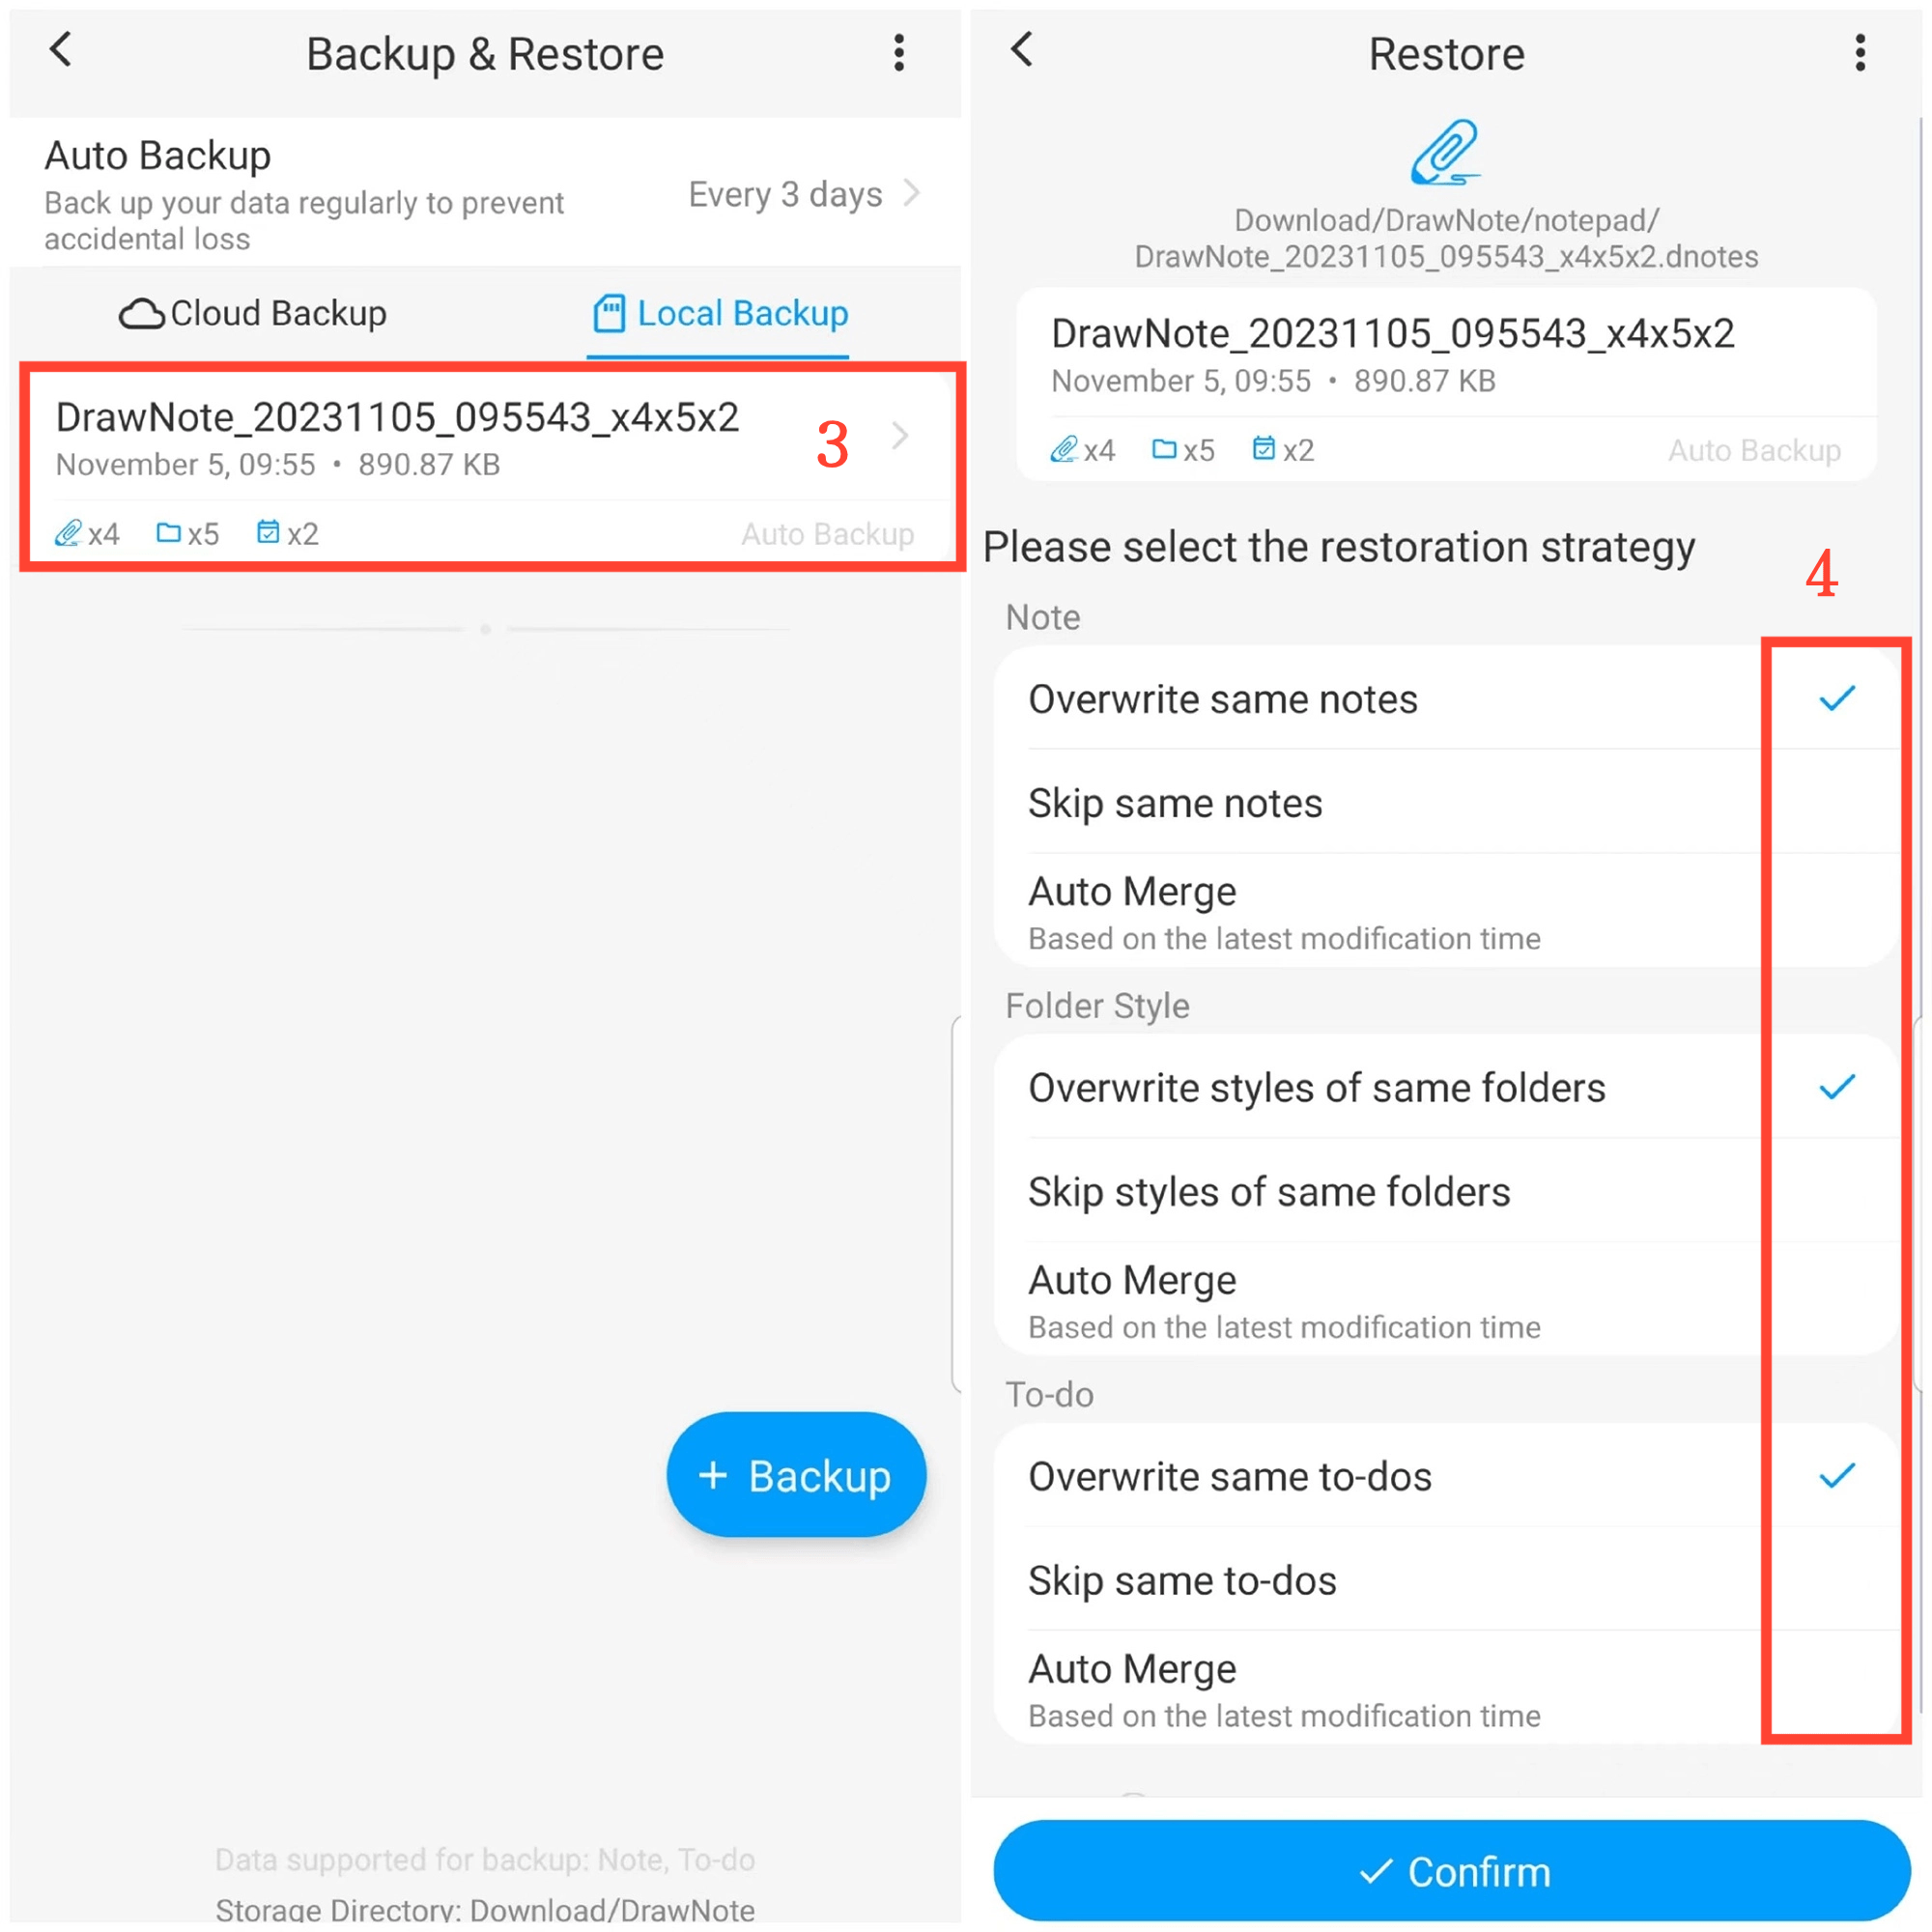 Backup & Restore
Auto Backup
Back up your data regularly to prevent
accidental loss
Every 3 days
Cloud Backup
Local Backup
DrawNote_20231105_095543_x4x5x2
November 5, 09:55 • 890.87 KB
3
x4 x5 x2
Auto Backup
+ Backup
Data supported for backup: Note, To-do
Storage Directory: Download/DrawNote
Restore
Download/DrawNote/notepad/
DrawNote_20231105_095543_x4x5x2.dnotes
DrawNote_20231105_095543_x4x5x2
November 5, 09:55 • 890.87 KB
x4 x5 x2
Auto Backup
Please select the restoration strategy
4
Note
Overwrite same notes
Skip same notes
Auto Merge
Based on the latest modification time
Folder Style
Overwrite styles of same folders
Skip styles of same folders
Auto Merge
Based on the latest modification time
To-do
Overwrite same to-dos
Skip same to-dos
Auto Merge
Based on the latest modification time
Confirm